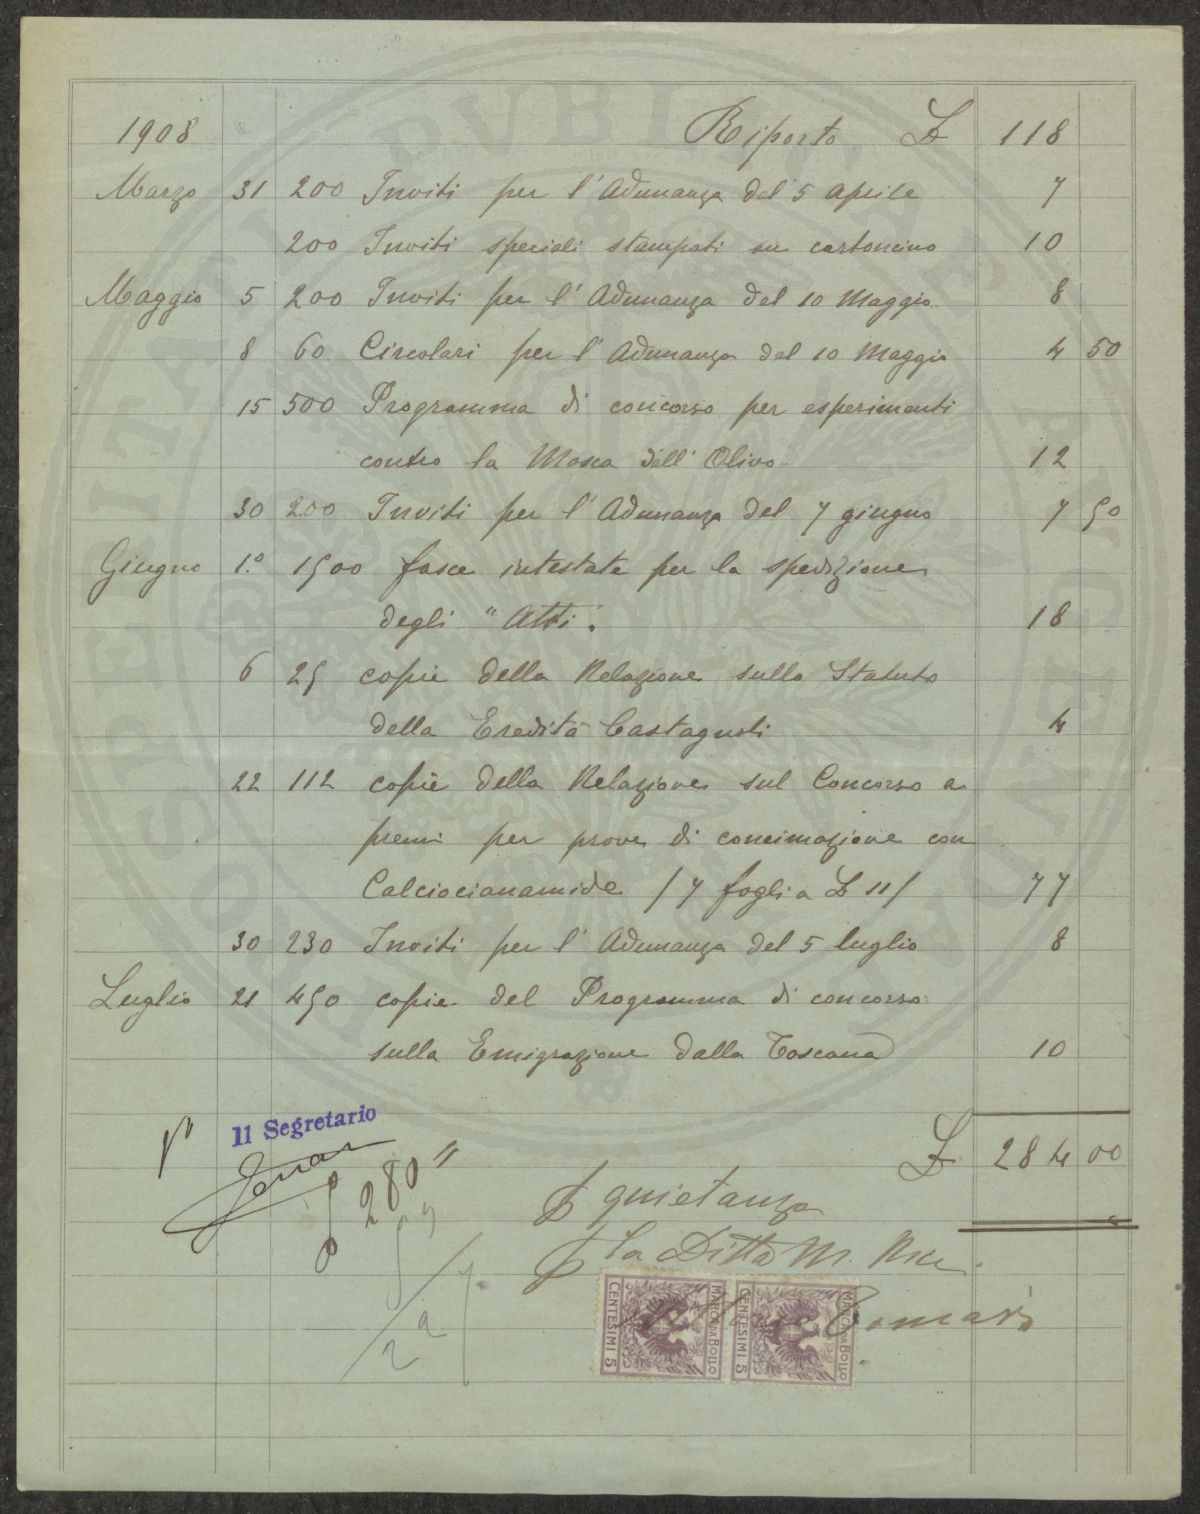 1908 Riporto £ 118
Marzo 31 200 Inviti per l'Adunanza del 5 Aprile 7
200 Inviti speciali stampati su cartoncino 10
Maggio 5 200 Inviti per l'Adunanza del 10 Maggio 8
8 60 Circolari per l'Adunanza del 10 Maggio 4 50
15 500 Programma di concorso per esperimenti
contro la Mosca dell'Olivo 12
30 200 Inviti per l'Adunanza del 7 giugno 7 50
Giugno 1.° 1500 fasce intestate per la spedizione
degli "Atti". 18
6 25 copie della Relazione sullo Statuto
della Eredità Castagnoli 4
22 112 copie della Relazione sul Concorso a
premi per prove di concimazione con
Calciocianamide / 7 fogli a £ 11/ 77
30 230 Inviti per l'Adunanza del 5 luglio 8
Luglio 21 450 copie del Programma di concorso
sulla Emigrazione dalla Toscana 10
Il Segretario
£ 284 00
280"
quietanza
La Ditta M. Ricci
MARCA DA BOLLO
CENTESIMI 5
MARCA DA BOLLO
CENTESIMI 5